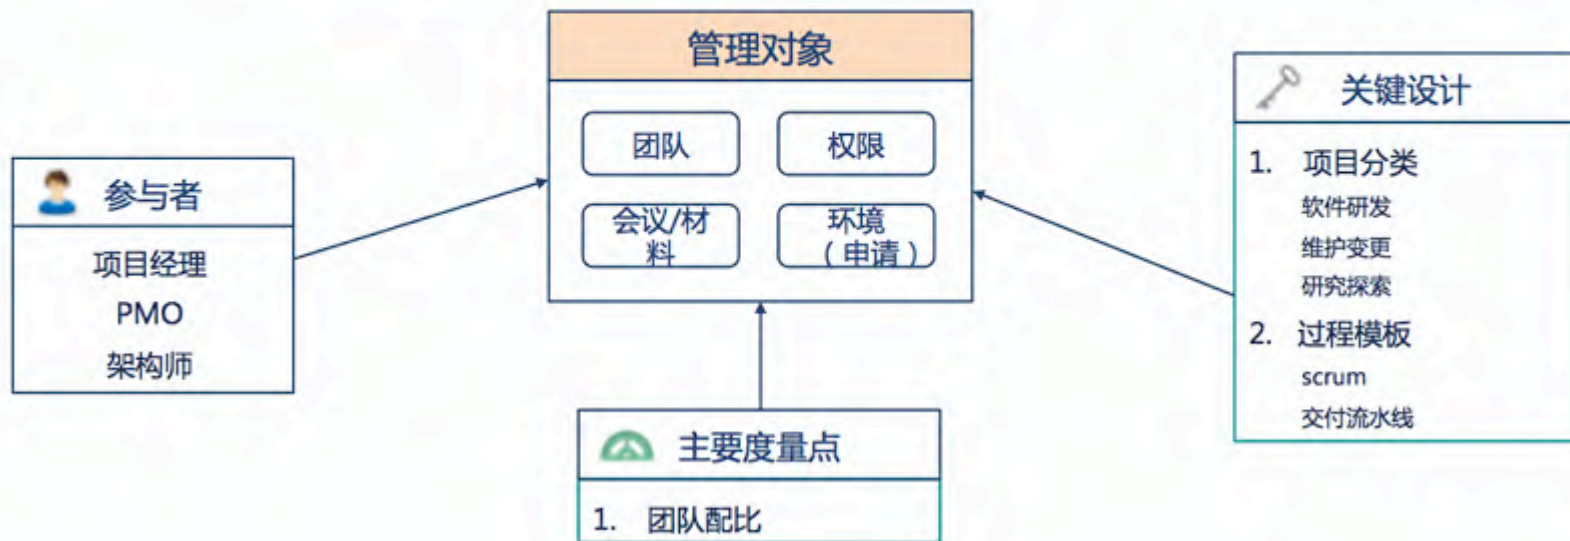 管理对象
团队
权限
会议/材
料
环境
（申请）
参与者
项目经理
PMO
架构师
关键设计
1. 项目分类
软件研发
维护变更
研究探索
2. 过程模板
scrum
交付流水线
主要度量点
1. 团队配比